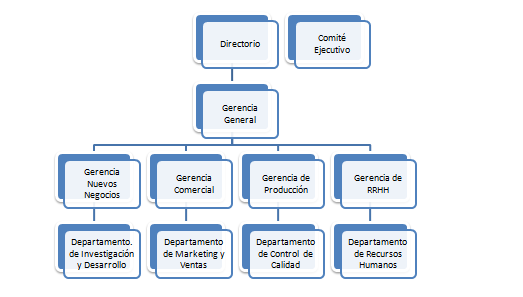 Directorio
Comité
Ejecutivo
Gerencia
General
Gerencia
Nuevos
Negocios
Gerencia
Comercial
Gerencia de
Producción
Gerencia de
RRHH
Departamento.
de Investigación
y Desarrollo
Departamento
de Marketing y
Ventas
Departamento
de Control de
Calidad
Departamento
de Recursos
Humanos